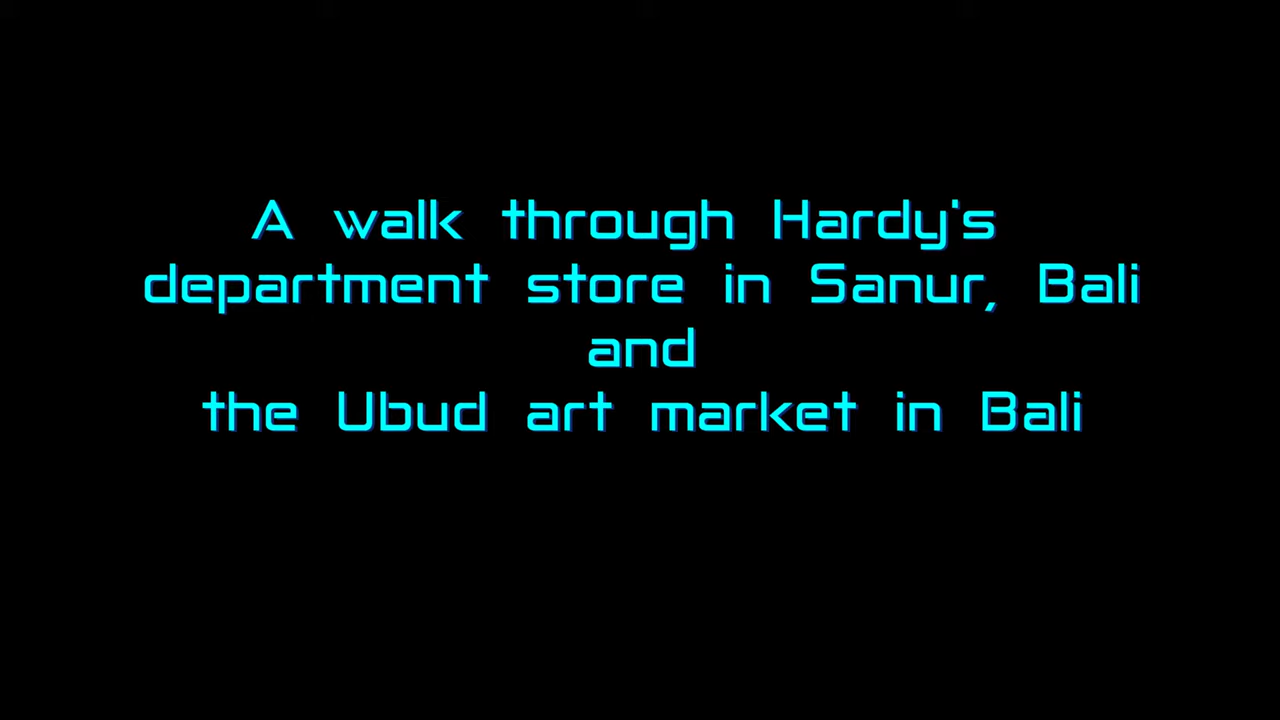 A walk through Hardy's
department store in Sanur, Bali
and
the Ubud art market in Bali